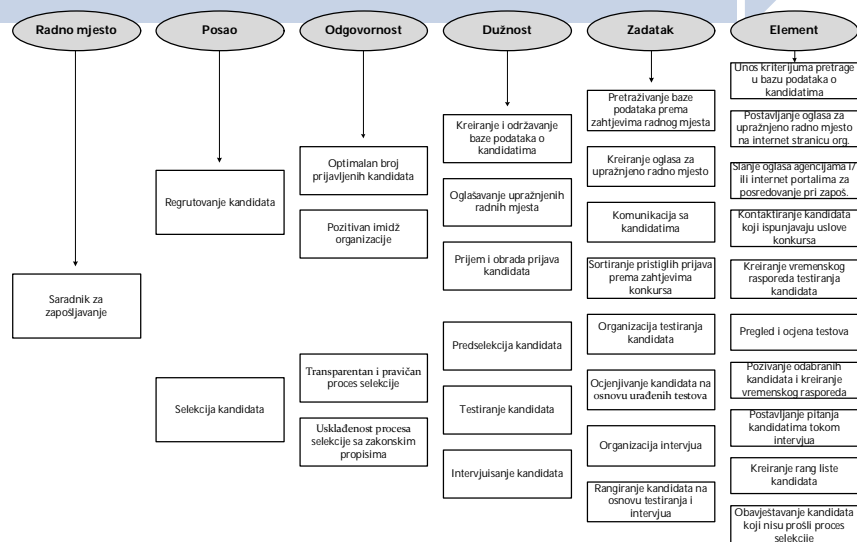 Radno mjesto
Posao
Odgovornost
Dužnost
Zadatak
Element
Saradnik za
zapošljavanje
Regrutovanje kandidata
Selekcija kandidata
Optimalan broj
prijavljenih kandidata
Pozitivan imidž
organizacije
Transparentan i pravičan
proces selekcije
Usklađenost procesa
selekcije sa zakonskim
propisima
Kreiranje i održavanje
baze podataka o
kandidatima
Oglašavanje upražnjenih
radnih mjesta
Prijem i obrada prijava
kandidata
Predselekcija kandidata
Testiranje kandidata
Intervjuisanje kandidata
Pretraživanje baze
podataka prema
zahtjevima radnog mjesta
Kreiranje oglasa za
upražnjeno radno mjesto
Komunikacija sa
kandidatima
Sortiranje pristiglih prijava
prema zahtjevima
konkursa
Organizacija testiranja
kandidata
Ocjenjivanje kandidata na
osnovu urađenih testova
Organizacija intervjua
Rangiranje kandidata na
osnovu testiranja i
intervjua
Unos kriterijuma pretrage
u bazu podataka o
kandidatima
Postavljanje oglasa za
upražnjeno radno mjesto
na internet stranicu org.
Slanje oglasa agencijama i/
ili internet portalima za
posredovanje pri zapoš.
Kontaktiranje kandidata
koji ispunjavaju uslove
konkursa
Kreiranje vremenskog
rasporeda testiranja
kandidata
Pregled i ocjena testova
Pozivanje odabranih
kandidata i kreiranje
vremenskog rasporeda
Postavljanje pitanja
kandidatima tokom
intervjua
Kreiranje rang liste
kandidata
Obavještavanje kandidata
koji nisu prošli proces
selekcije